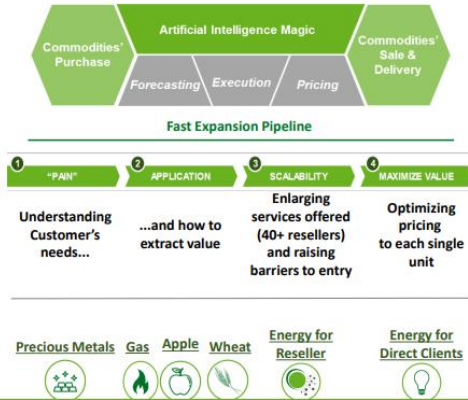 Commodities'
Purchase
Artificial Intelligence Magic
Forecasting
Execution
Pricing
Commodities'
Sale &
Delivery
Fast Expansion Pipeline
1
"PAIN"
2
APPLICATION
3
SCALABILITY
4
MAXIMIZE VALUE
Understanding
Customer's
needs...
...and how to
extract value
Enlarging
services offered
(40+ resellers)
and raising
barriers to entry
Optimizing
pricing
to each single
unit
Precious Metals
Gas
Apple
Wheat
Energy for
Reseller
Energy for
Direct Clients